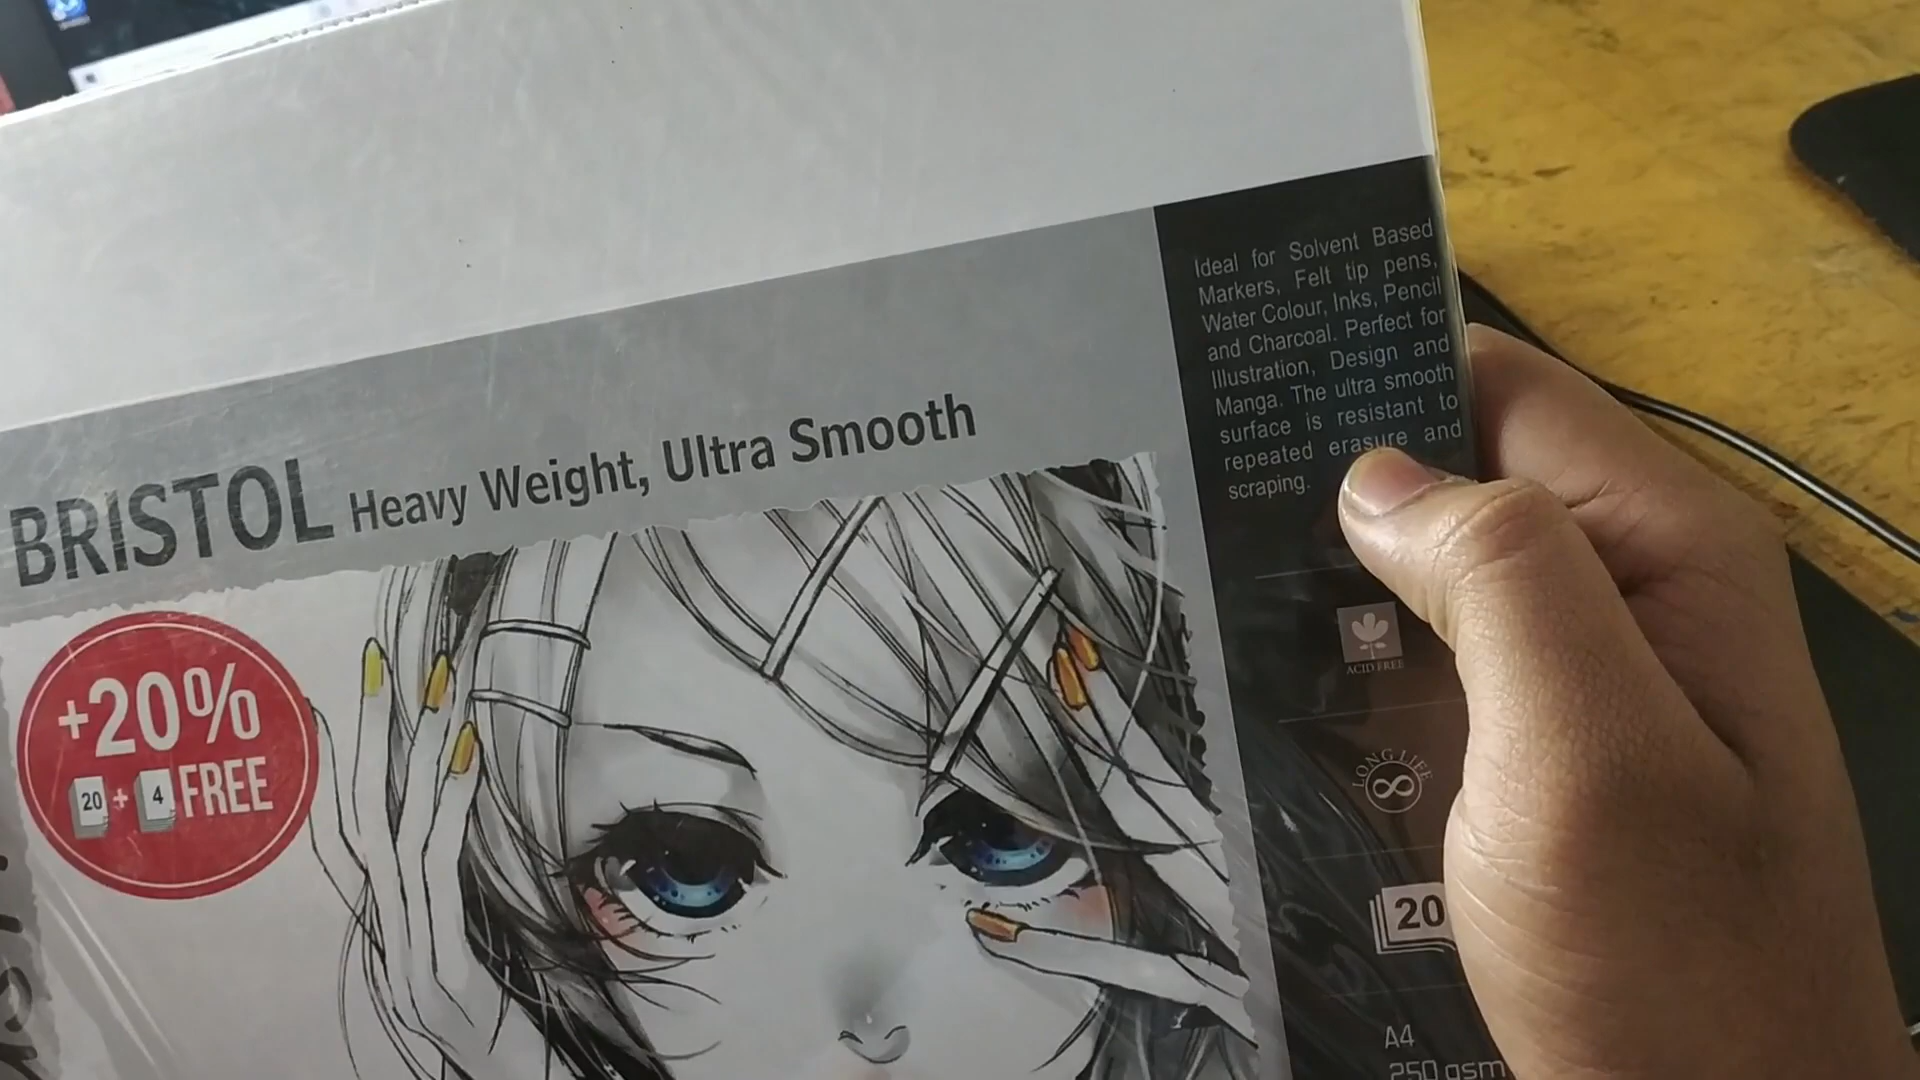 BRISTOL Heavy Weight, Ultra Smooth
+20%
20 + 4 FREE
Ideal for Solvent Based
Markers, Felt tip pens,
Water Colour, Inks, Pencil
and Charcoal. Perfect for
Illustration, Design and
Manga. The ultra smooth
surface is resistant to
repeated erasure and
scraping.
ACID FREE
LONG LIFE
20
A4
250 gsm